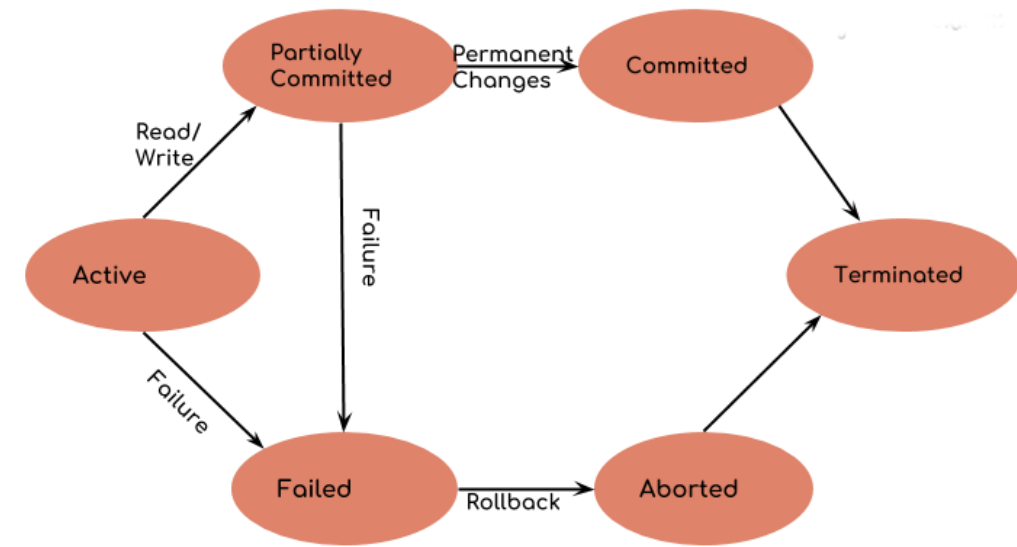 Partially
Committed
Permanent
Changes
Committed
Read/
Write
Failure
Active
Terminated
Failure
Failed
Rollback
Aborted